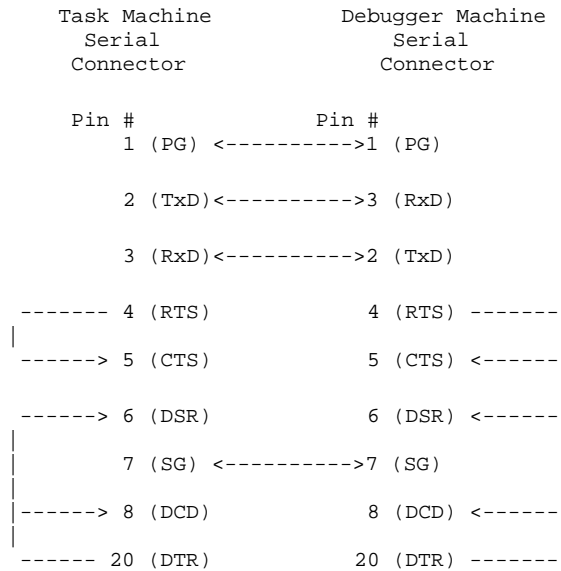 Task Machine Debugger Machine
Serial Serial
Connector Connector
Pin # Pin #
1 (PG) <---------->1 (PG)
2 (TxD)<---------->3 (RxD)
3 (RxD)<---------->2 (TxD)
------- 4 (RTS) 4 (RTS) -------
|
------> 5 (CTS) 5 (CTS) <------
------> 6 (DSR) 6 (DSR) <------
|
| 7 (SG) <---------->7 (SG)
|
|------> 8 (DCD) 8 (DCD) <------
|
------ 20 (DTR) 20 (DTR) -------